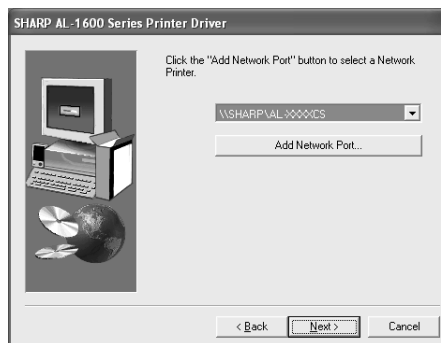 SHARP AL-1600 Series Printer Driver
Click the "Add Network Port" button to select a Network
Printer.
\\SHARP\AL-XXXXCS
Add Network Port...
< Back
Next >
Cancel